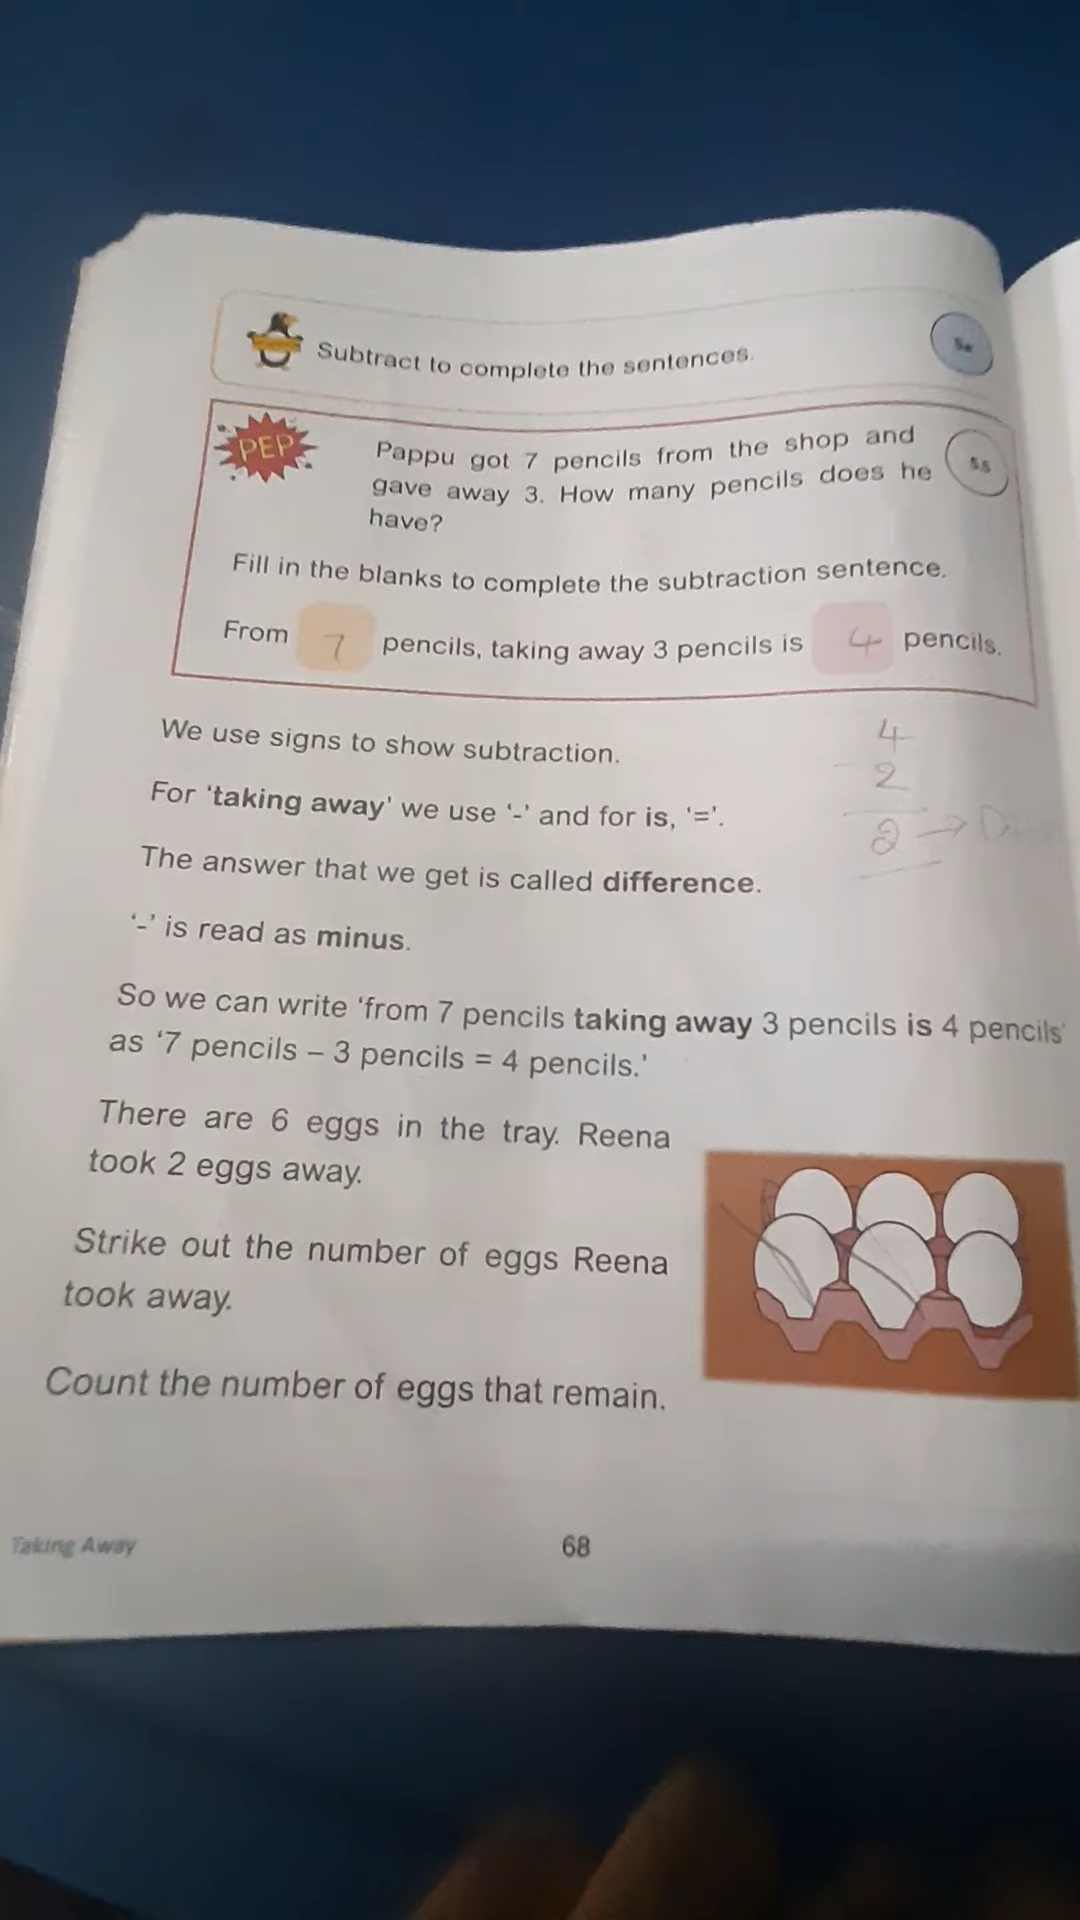 Subtract to complete the sentences.
PEP
Pappu got 7 pencils from the shop and
gave away 3. How many pencils does he
have?
Fill in the blanks to complete the subtraction sentence.
From 7 pencils, taking away 3 pencils is 4 pencils.
We use signs to show subtraction.
For ‘taking away’ we use ‘-’ and for is, ‘=’.
The answer that we get is called difference.
‘-’ is read as minus.
4
- 2
2 →
So we can write ‘from 7 pencils taking away 3 pencils is 4 pencils’
as ‘7 pencils – 3 pencils = 4 pencils.’
There are 6 eggs in the tray. Reena
took 2 eggs away.
Strike out the number of eggs Reena
took away.
Count the number of eggs that remain.
Taking Away
68